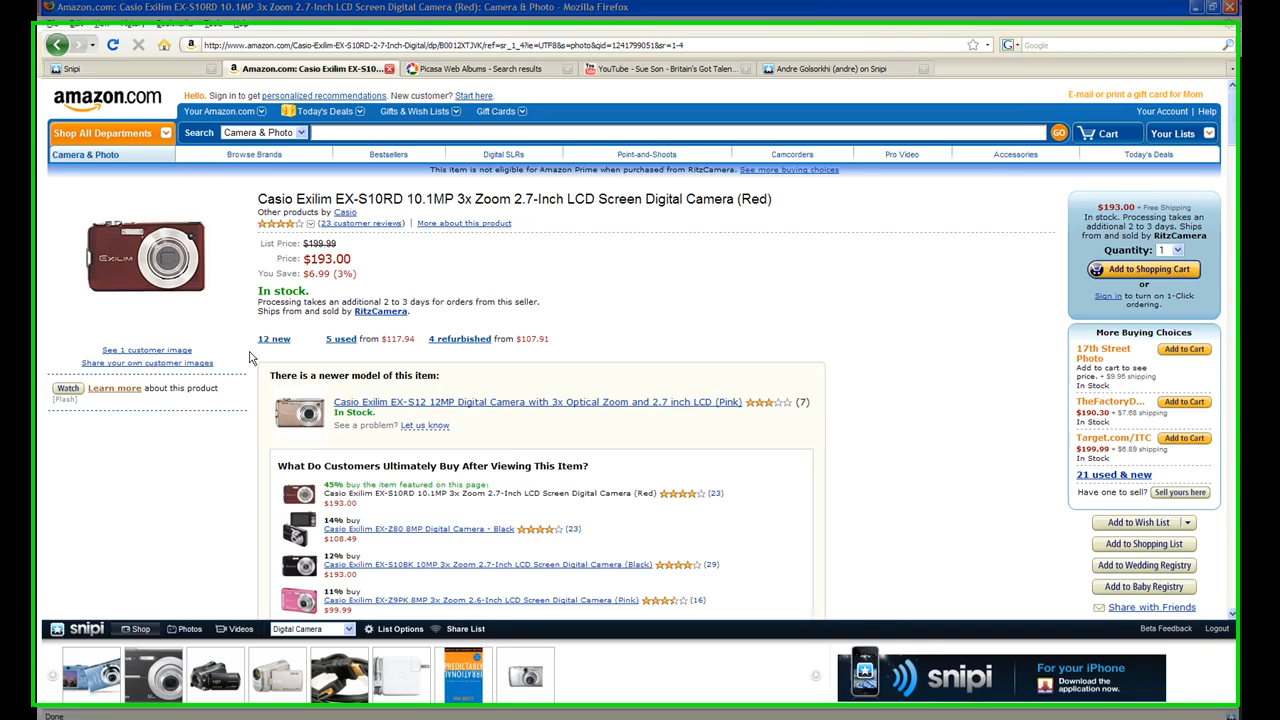 Amazon.com: Casio Exilim EX-S10RD 10.1MP 3x Zoom 2.7-Inch LCD Screen Digital Camera (Red): Camera & Photo - Mozilla Firefox
http://www.amazon.com/Casio-Exilim-EX-S10RD-2-7-Inch-Digital/dp/B0012XTJVK/ref=sr_1_4?ie=UTF8&s=photo&qid=1241799051&sr=1-4
Google
Snipi
Amazon.com: Casio Exilim EX-S10...
Picasa Web Albums - Search results
YouTube - Sue Son - Britain's Got Talen...
Andre Golsorkhi (andre) on Snipi
amazon.com
Hello. Sign in to get personalized recommendations. New customer? Start here.
E-mail or print a gift card for Mom
Your Amazon.com
Today's Deals
Gifts & Wish Lists
Gift Cards
Your Account | Help
Shop All Departments
Search
Camera & Photo
GO
Cart
Your Lists
Camera & Photo
Browse Brands
Bestsellers
Digital SLRs
Point-and-Shoots
Camcorders
Pro Video
Accessories
Today's Deals
This item is not eligible for Amazon Prime when purchased from RitzCamera. See more buying choices
Casio Exilim EX-S10RD 10.1MP 3x Zoom 2.7-Inch LCD Screen Digital Camera (Red)
Other products by Casio
(23 customer reviews) | More about this product
List Price: $199.99
Price: $193.00
You Save: $6.99 (3%)
In stock.
Processing takes an additional 2 to 3 days for orders from this seller.
Ships from and sold by RitzCamera.
12 new
5 used from $117.94
4 refurbished from $107.91
EXILIM
See 1 customer image
Share your own customer images
Watch
Learn more about this product
[Flash]
There is a newer model of this item:
Casio Exilim EX-S12 12MP Digital Camera with 3x Optical Zoom and 2.7 inch LCD (Pink) (7)
In Stock.
See a problem? Let us know
What Do Customers Ultimately Buy After Viewing This Item?
45% buy the item featured on this page:
Casio Exilim EX-S10RD 10.1MP 3x Zoom 2.7-Inch LCD Screen Digital Camera (Red) (23)
$193.00
14% buy
Casio Exilim EX-Z80 8MP Digital Camera - Black (23)
$108.49
12% buy
Casio Exilim EX-S10BK 10MP 3x Zoom 2.7-Inch LCD Screen Digital Camera (Black) (29)
$193.00
11% buy
Casio Exilim EX-Z9PK 8MP 3x Zoom 2.6-Inch LCD Screen Digital Camera (Pink) (16)
$99.99
$193.00 + Free Shipping
In stock. Processing takes an additional 2 to 3 days. Ships from and sold by RitzCamera
Quantity: 1
Add to Shopping Cart
or
Sign in to turn on 1-Click ordering.
More Buying Choices
17th Street Photo
Add to Cart
Add to cart to see price. + $9.95 shipping
In Stock
TheFactoryD...
Add to Cart
$190.30 + $7.68 shipping
In Stock
Target.com/ITC
Add to Cart
$199.99 + $6.89 shipping
In Stock
21 used & new
Have one to sell? Sell yours here
Add to Wish List
Add to Shopping List
Add to Wedding Registry
Add to Baby Registry
Share with Friends
snipi
Shop
Photos
Videos
Digital Camera
List Options
Share List
Beta Feedback
Logout
PREDICTABLY
IRRATIONAL
snipi
For your iPhone
Download the application now.
Done